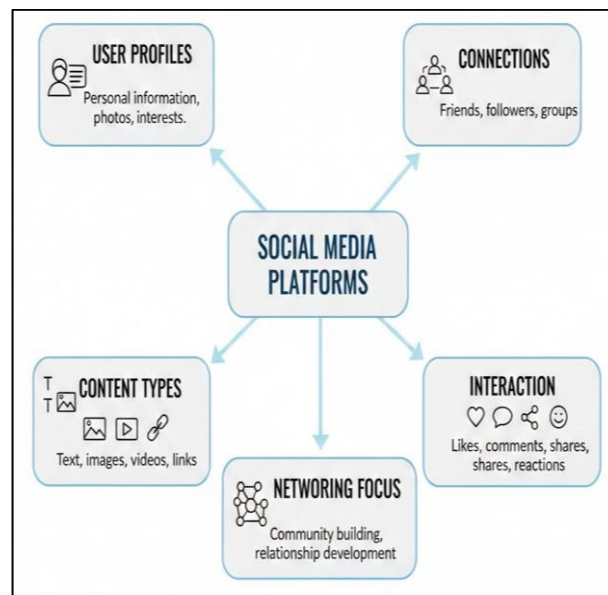 USER PROFILES
Personal information,
photos, interests.
CONNECTIONS
Friends, followers, groups
SOCIAL MEDIA
PLATFORMS
T
T
CONTENT TYPES
Text, images, videos, links
INTERACTION
Likes, comments, shares,
shares, reactions
NETWORING FOCUS
Community building,
relationship development